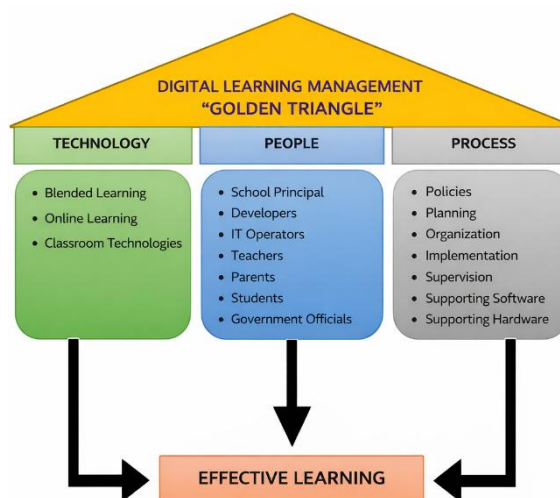 DIGITAL LEARNING MANAGEMENT
“GOLDEN TRIANGLE”
TECHNOLOGY
• Blended Learning
• Online Learning
• Classroom Technologies
PEOPLE
• School Principal
• Developers
• IT Operators
• Teachers
• Parents
• Students
• Government Officials
PROCESS
• Policies
• Planning
• Organization
• Implementation
• Supervision
• Supporting Software
• Supporting Hardware
EFFECTIVE LEARNING